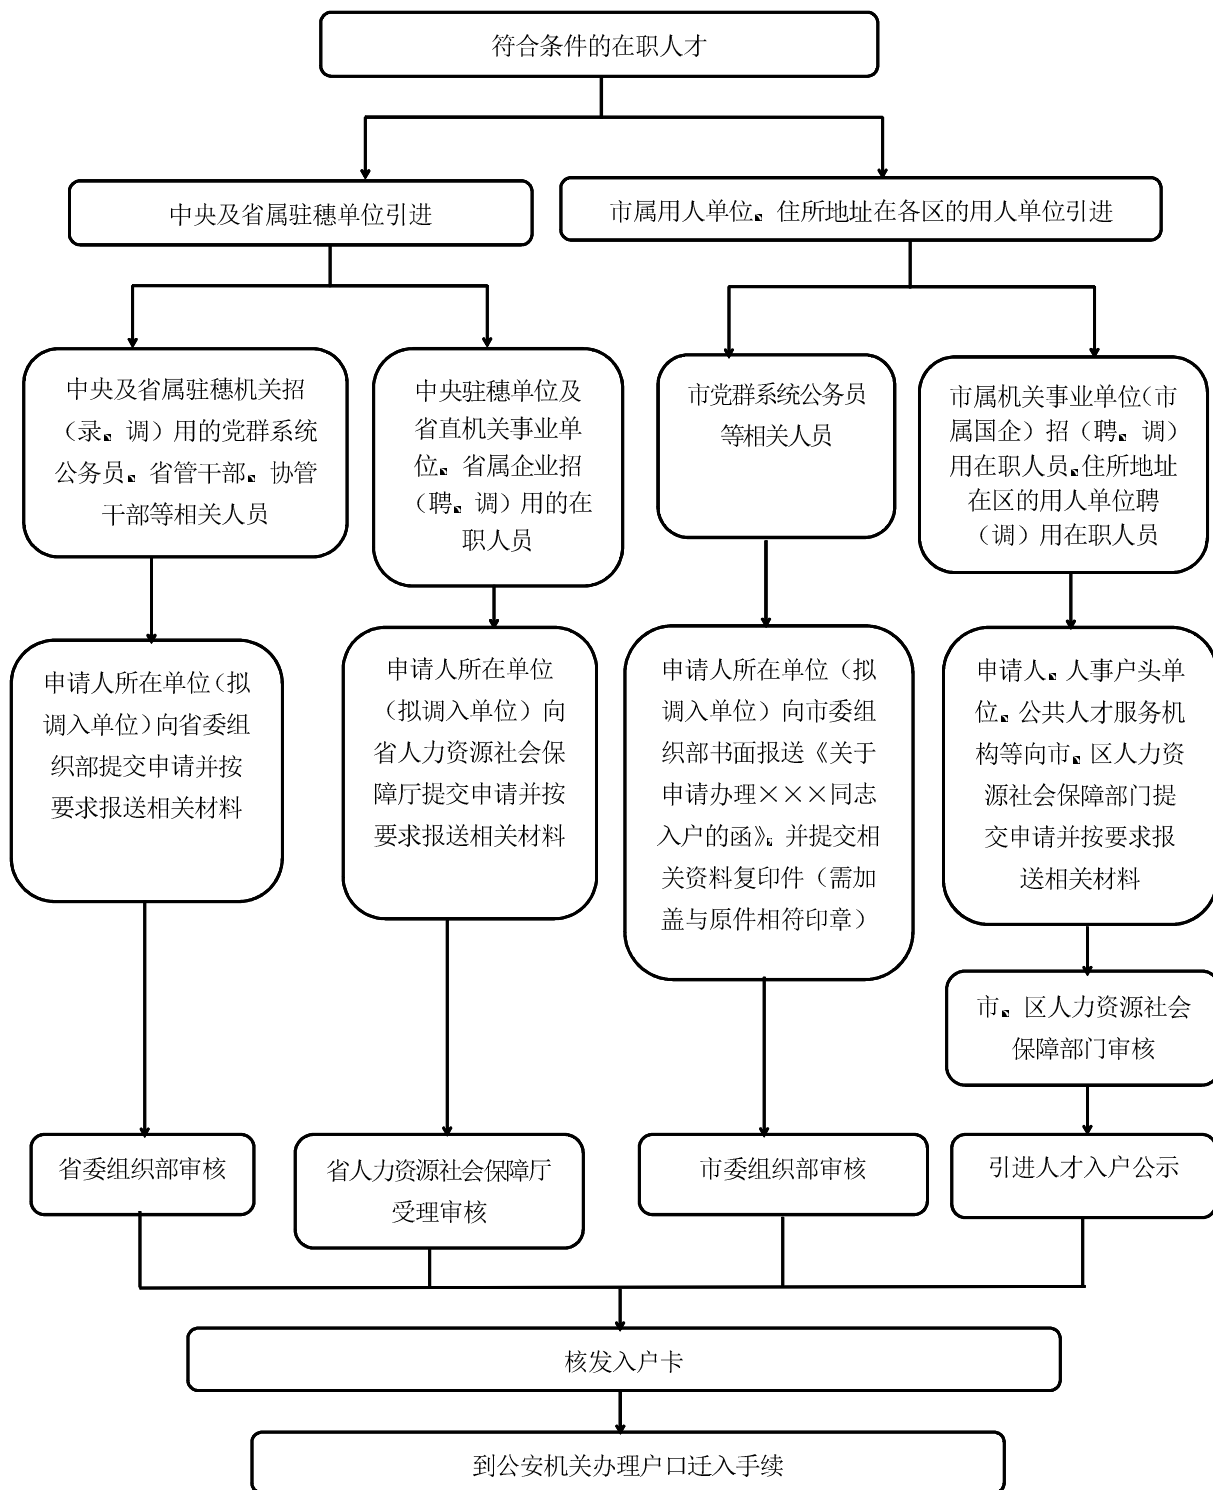 符合条件的在职人才
中央及省属驻穗单位引进
市属用人单位、住所地址在各区的用人单位引进
中央及省属驻穗机关招
（录、调）用的党群系统
公务员、省管干部、协管
干部等相关人员
中央驻穗单位及
省直机关事业单
位、省属企业招
（聘、调）用的在
职人员
市党群系统公务员
等相关人员
市属机关事业单位（市
属国企）招（聘、调）
用在职人员、住所地址
在区的用人单位聘
（调）用在职人员
申请人所在单位（拟
调入单位）向省委组
织部提交申请并按
要求报送相关材料
申请人所在单位
（拟调入单位）向
省人力资源社会保
障厅提交申请并按
要求报送相关材料
申请人所在单位（拟
调入单位）向市委组
织部书面报送《关于
申请办理×××同志
入户的函》，并提交相
关资料复印件（需加
盖与原件相符印章）
申请人、人事户头单
位、公共人才服务机
构等向市、区人力资
源社会保障部门提
交申请并按要求报
送相关材料
市、区人力资源社会
保障部门审核
省委组织部审核
省人力资源社会保障厅
受理审核
市委组织部审核
引进人才入户公示
核发入户卡
到公安机关办理户口迁入手续